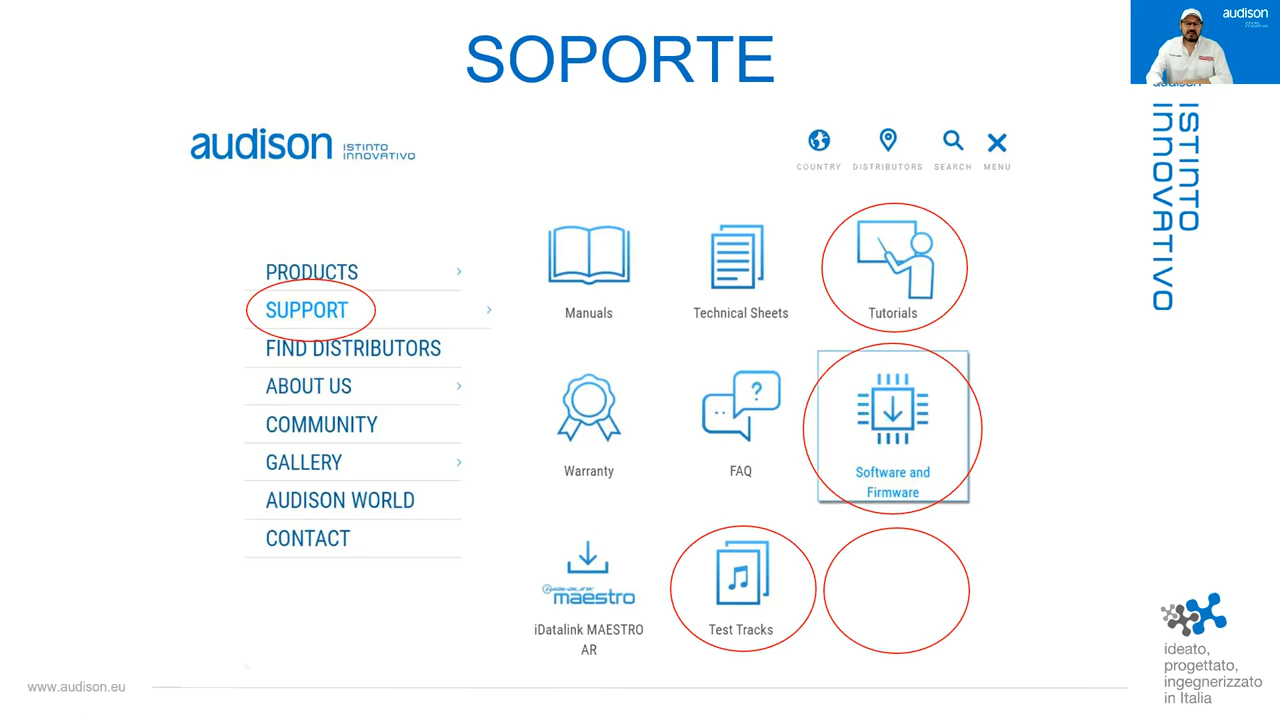 SOPORTE
audison
audison ISTINTO
INNOVATIVO
COUNTRY DISTRIBUTORS SEARCH MENU
PRODUCTS
SUPPORT
FIND DISTRIBUTORS
ABOUT US
COMMUNITY
GALLERY
AUDISON WORLD
CONTACT
Manuals
Technical Sheets
Tutorials
Warranty
FAQ
Software and
Firmware
maestro
iDatalink MAESTRO
AR
Test Tracks
audison
ISTINTO
INNOVATIVO
ideato,
progettato,
ingegnerizzato
in Italia
www.audison.eu